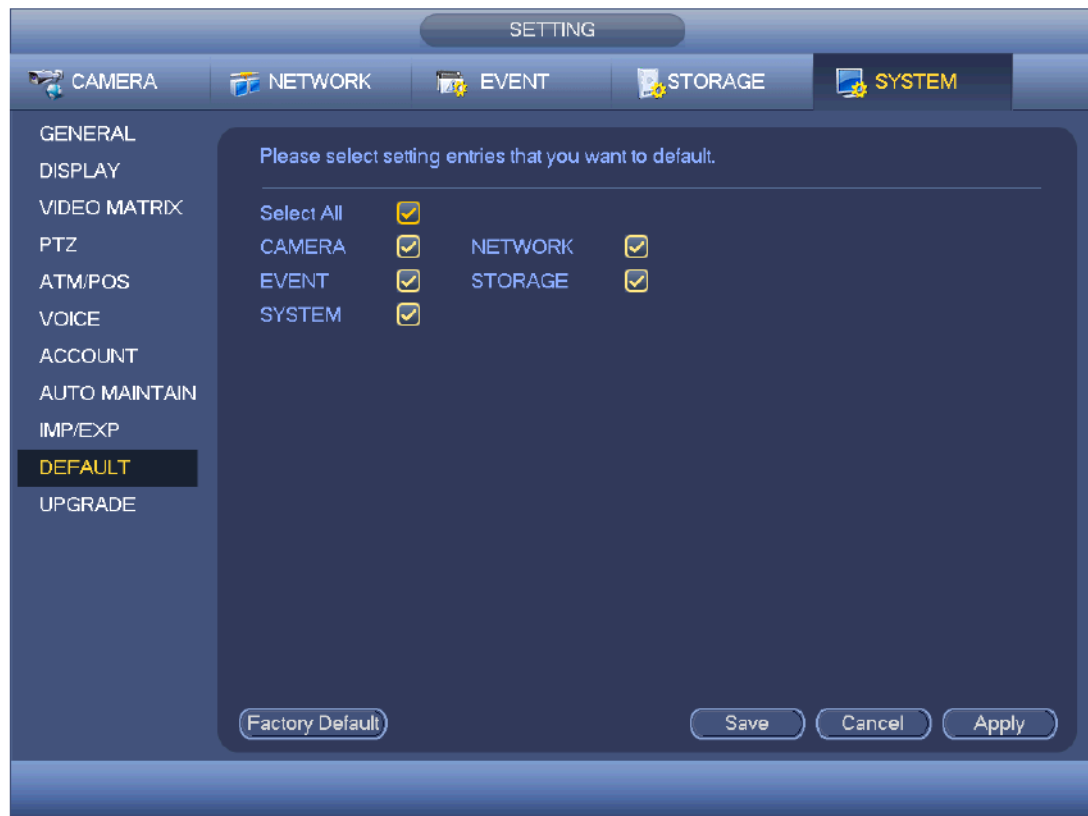 SETTING
CAMERA NETWORK EVENT STORAGE SYSTEM
GENERAL
DISPLAY
VIDEO MATRIX
PTZ
ATM/POS
VOICE
ACCOUNT
AUTO MAINTAIN
IMP/EXP
DEFAULT
UPGRADE
Please select setting entries that you want to default.
Select All
CAMERA NETWORK
EVENT STORAGE
SYSTEM
Factory Default Save Cancel Apply